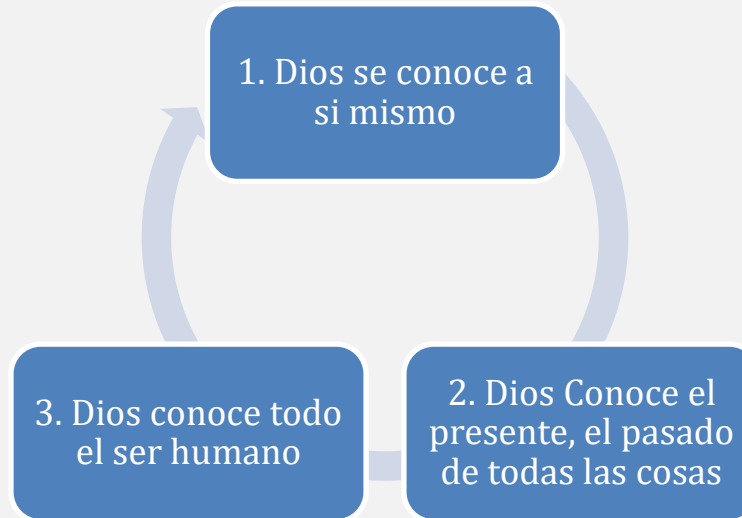 1. Dios se conoce a
si mismo
2. Dios Conoce el
presente, el pasado
de todas las cosas
3. Dios conoce todo
el ser humano